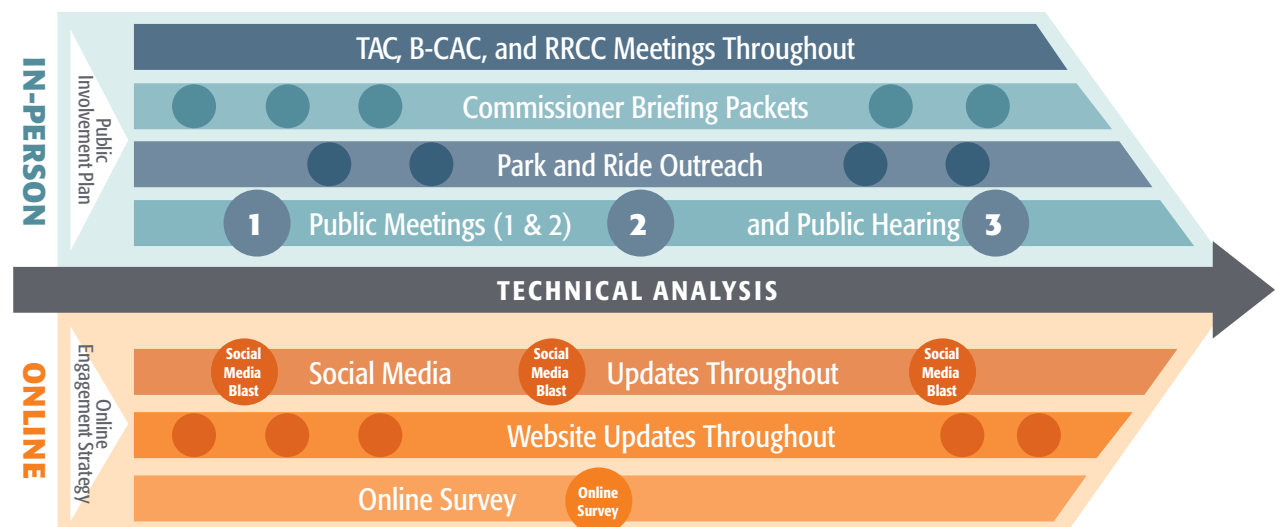 IN-PERSON
Public
Involvement Plan
TAC, B-CAC, and RRCC Meetings Throughout
Commissioner Briefing Packets
Park and Ride Outreach
1 Public Meetings (1 & 2) 2 and Public Hearing 3
TECHNICAL ANALYSIS
ONLINE
Online
Engagement Strategy
Social
Media
Blast
Social Media
Social
Media
Blast
Updates Throughout
Social
Media
Blast
Website Updates Throughout
Online Survey
Online
Survey